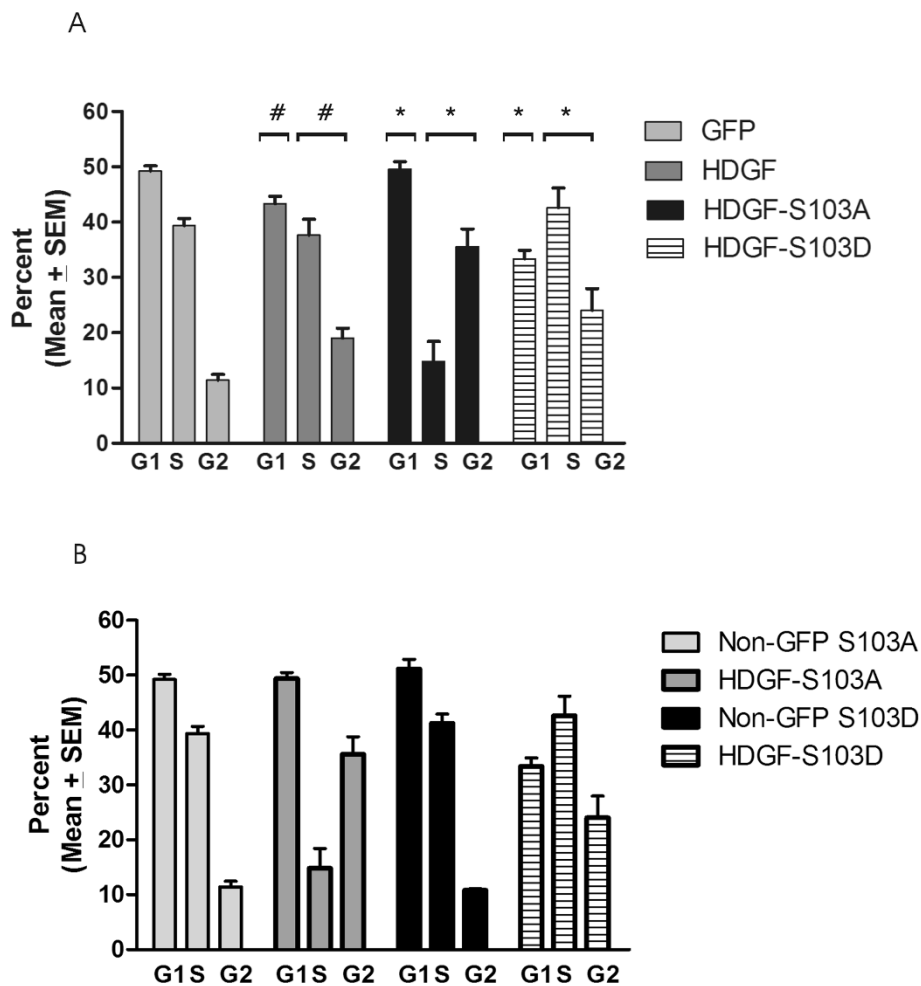 A
# # * * * *
60
50
40
30
20
10
0
Percent
(Mean ± SEM)
G1 S G2 G1 S G2 G1 S G2 G1 S G2
GFP
HDGF
HDGF-S103A
HDGF-S103D
B
60
50
40
30
20
10
0
Percent
(Mean ± SEM)
G1 S G2 G1 S G2 G1 S G2 G1 S G2
Non-GFP S103A
HDGF-S103A
Non-GFP S103D
HDGF-S103D